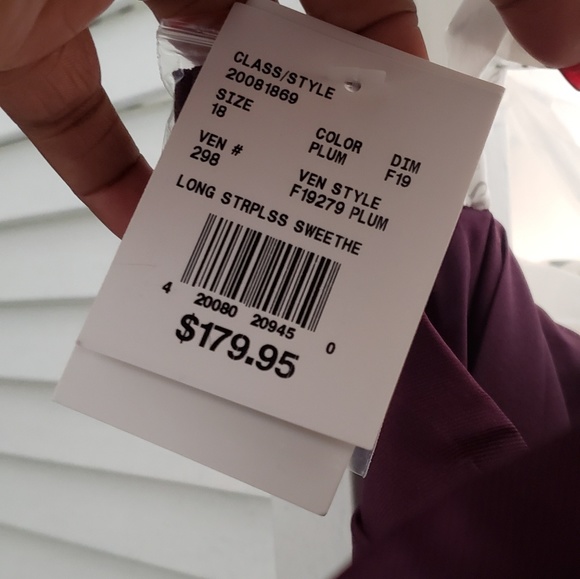 CLASS/STYLE
20081869
SIZE
18
COLOR
PLUM
DIM
F19
VEN #
298
VEN STYLE
F19279 PLUM
LONG STRPLSS SWEETHE
4 20080 20945 0
$179.95